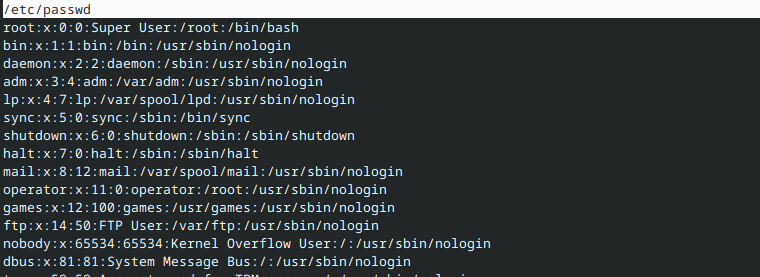 /etc/passwd
root:x:0:0:Super User:/root:/bin/bash
bin:x:1:1:bin:/bin:/usr/sbin/nologin
daemon:x:2:2:daemon:/sbin:/usr/sbin/nologin
adm:x:3:4:adm:/var/adm:/usr/sbin/nologin
lp:x:4:7:lp:/var/spool/lpd:/usr/sbin/nologin
sync:x:5:0:sync:/sbin:/bin/sync
shutdown:x:6:0:shutdown:/sbin:/sbin/shutdown
halt:x:7:0:halt:/sbin:/sbin/halt
mail:x:8:12:mail:/var/spool/mail:/usr/sbin/nologin
operator:x:11:0:operator:/root:/usr/sbin/nologin
games:x:12:100:games:/usr/games:/usr/sbin/nologin
ftp:x:14:50:FTP User:/var/ftp:/usr/sbin/nologin
nobody:x:65534:65534:Kernel Overflow User:/:/usr/sbin/nologin
dbus:x:81:81:System Message Bus:/:/usr/sbin/nologin